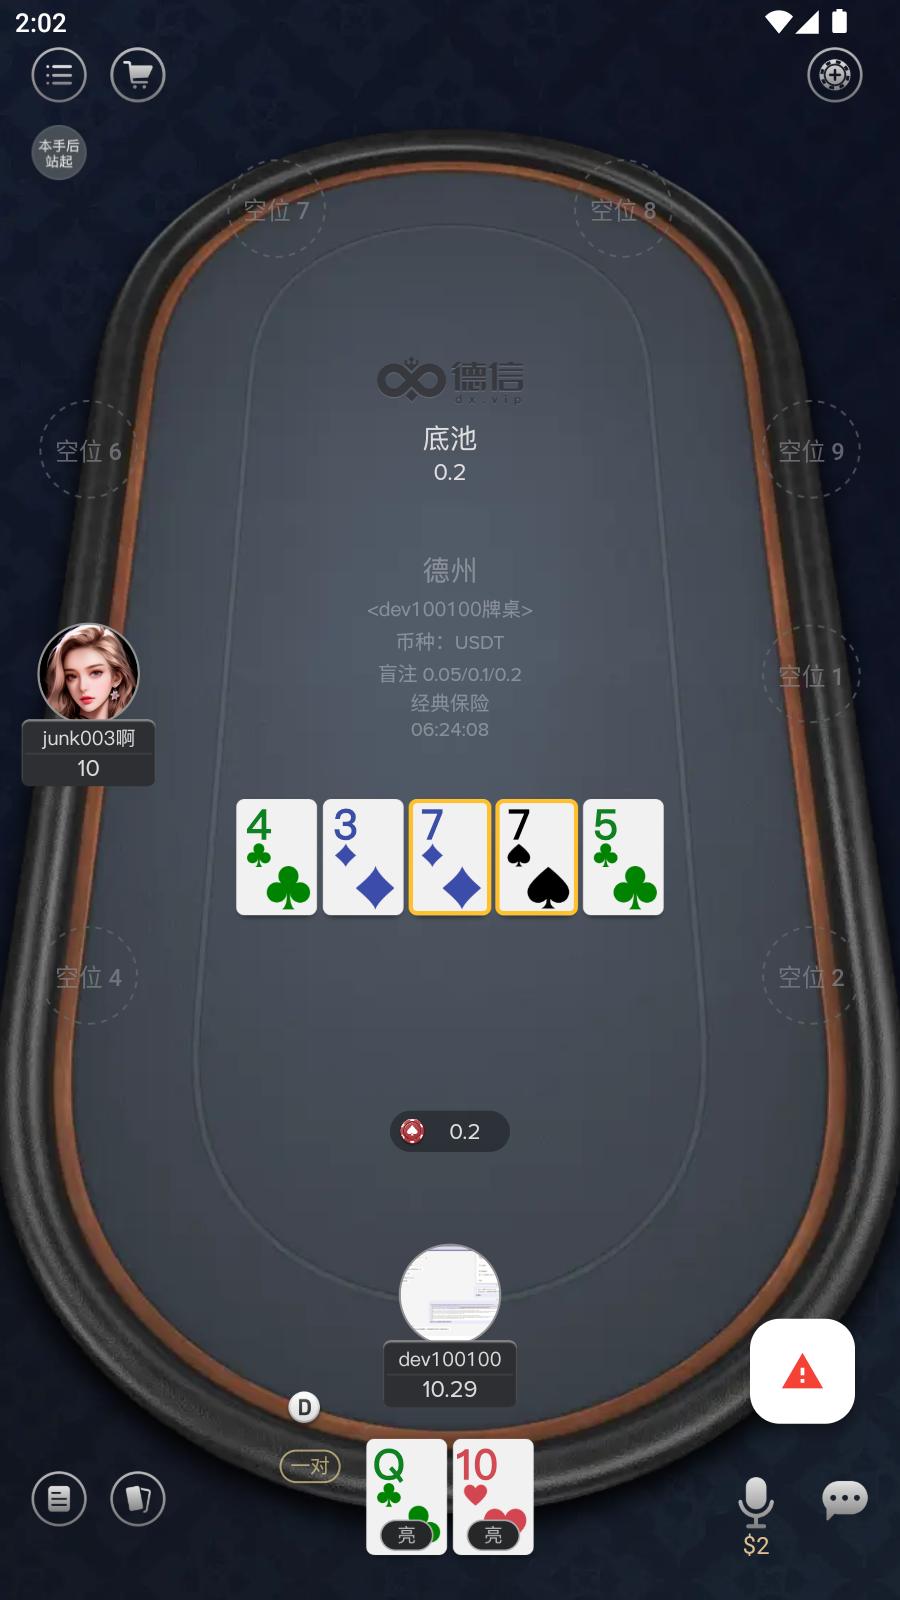 2:02
本手后
站起
空位 7
空位 8
德信
dx.vip
底池
0.2
空位 6
空位 9
德州
<dev100100牌桌>
币种：USDT
盲注 0.05/0.1/0.2
经典保险
06:24:08
空位 1
junk003啊
10
4
3
7
7
5
空位 4
空位 2
0.2
dev100100
10.29
D
一对
Q
10
亮
亮
$2